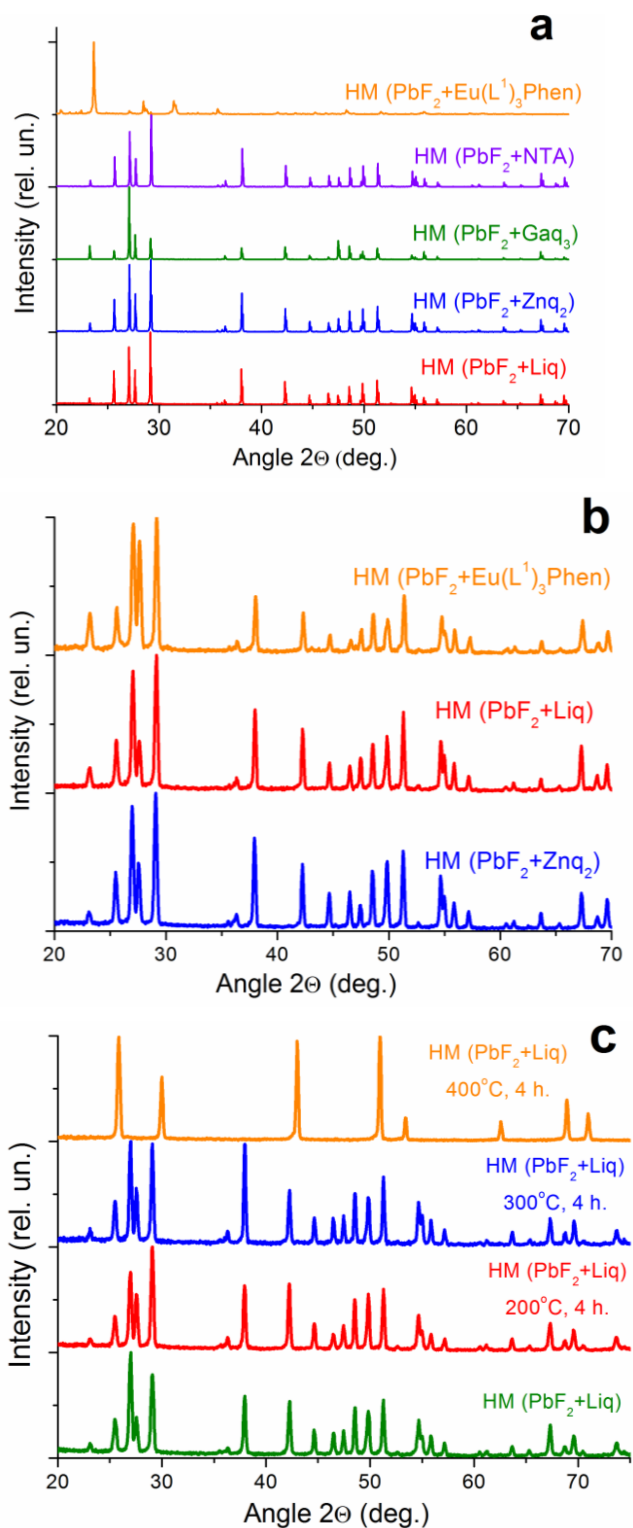 a
HM (PbF₂+Eu(L¹)₃Phen)
HM (PbF₂+NTA)
HM (PbF₂+Gaq₃)
HM (PbF₂+Znq₂)
HM (PbF₂+Liq)
Intensity (rel. un.)
20 30 40 50 60 70
Angle 2Θ (deg.)
b
HM (PbF₂+Eu(L¹)₃Phen)
HM (PbF₂+Liq)
HM (PbF₂+Znq₂)
Intensity (rel. un.)
20 30 40 50 60 70
Angle 2Θ (deg.)
c
HM (PbF₂+Liq)
400°C, 4 h.
HM (PbF₂+Liq)
300°C, 4 h.
HM (PbF₂+Liq)
200°C, 4 h.
HM (PbF₂+Liq)
Intensity (rel. un.)
20 30 40 50 60 70
Angle 2Θ (deg.)